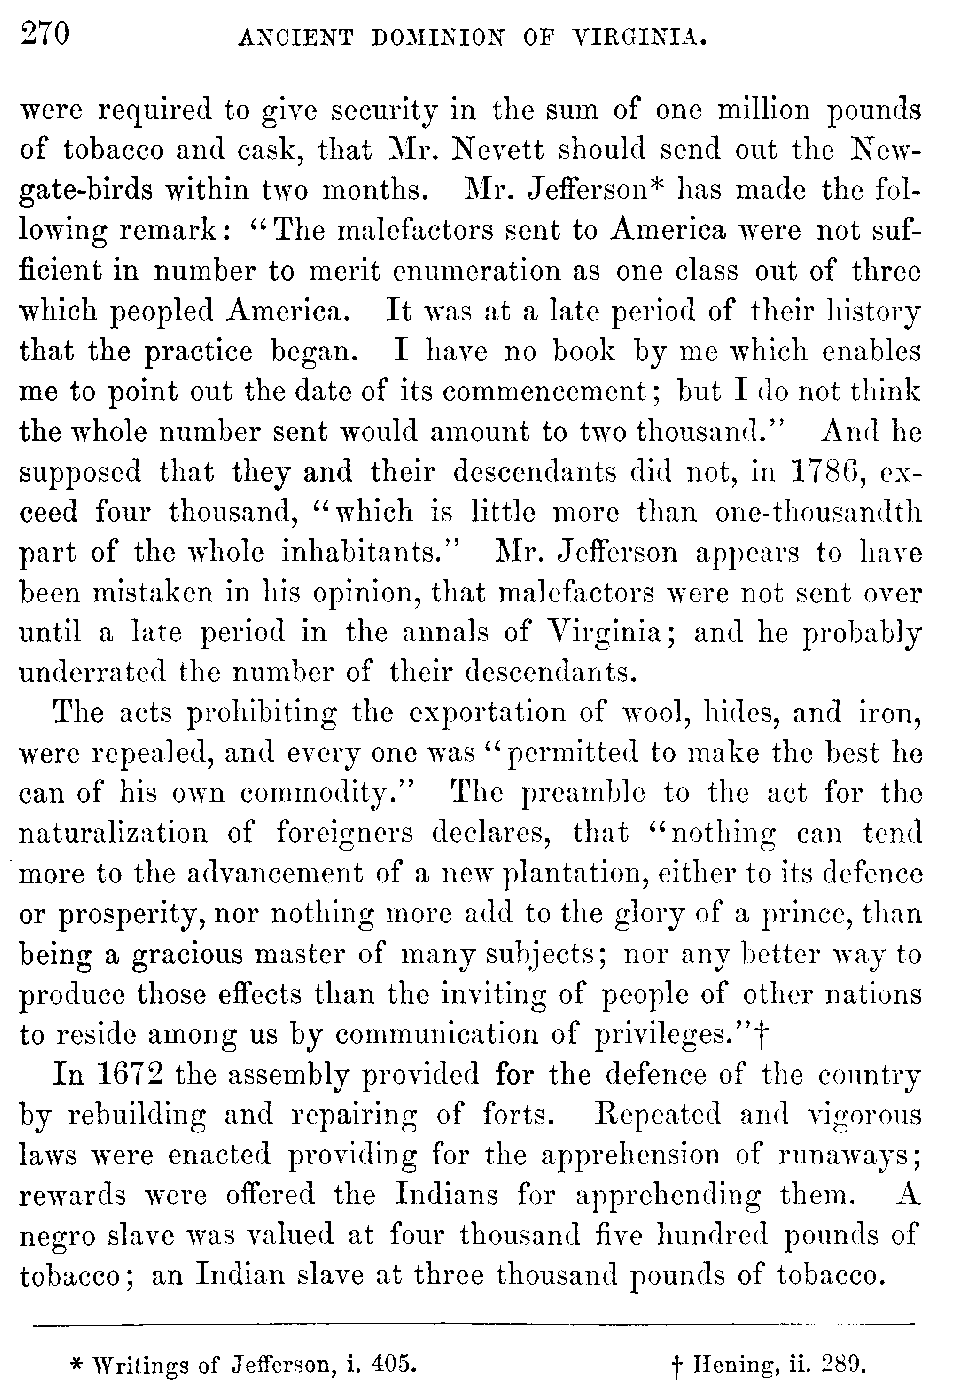 270 ANCIENT DOMINION OF VIRGINIA.
were required to give security in the sum of one million pounds
of tobacco and cask, that Mr. Nevett should send out the New-
gate-birds within two months. Mr. Jefferson* has made the fol-
lowing remark: “The malefactors sent to America were not suf-
ficient in number to merit enumeration as one class out of three
which peopled America. It was at a late period of their history
that the practice began. I have no book by me which enables
me to point out the date of its commencement; but I do not think
the whole number sent would amount to two thousand.” And he
supposed that they and their descendants did not, in 1786, ex-
ceed four thousand, “which is little more than one-thousandth
part of the whole inhabitants.” Mr. Jefferson appears to have
been mistaken in his opinion, that malefactors were not sent over
until a late period in the annals of Virginia; and he probably
underrated the number of their descendants.
The acts prohibiting the exportation of wool, hides, and iron,
were repealed, and every one was “permitted to make the best he
can of his own commodity.” The preamble to the act for the
naturalization of foreigners declares, that “nothing can tend
more to the advancement of a new plantation, either to its defence
or prosperity, nor nothing more add to the glory of a prince, than
being a gracious master of many subjects; nor any better way to
produce those effects than the inviting of people of other nations
to reside among us by communication of privileges.”†
In 1672 the assembly provided for the defence of the country
by rebuilding and repairing of forts. Repeated and vigorous
laws were enacted providing for the apprehension of runaways;
rewards were offered the Indians for apprehending them. A
negro slave was valued at four thousand five hundred pounds of
tobacco; an Indian slave at three thousand pounds of tobacco.
* Writings of Jefferson, i. 405. † Hening, ii. 289.